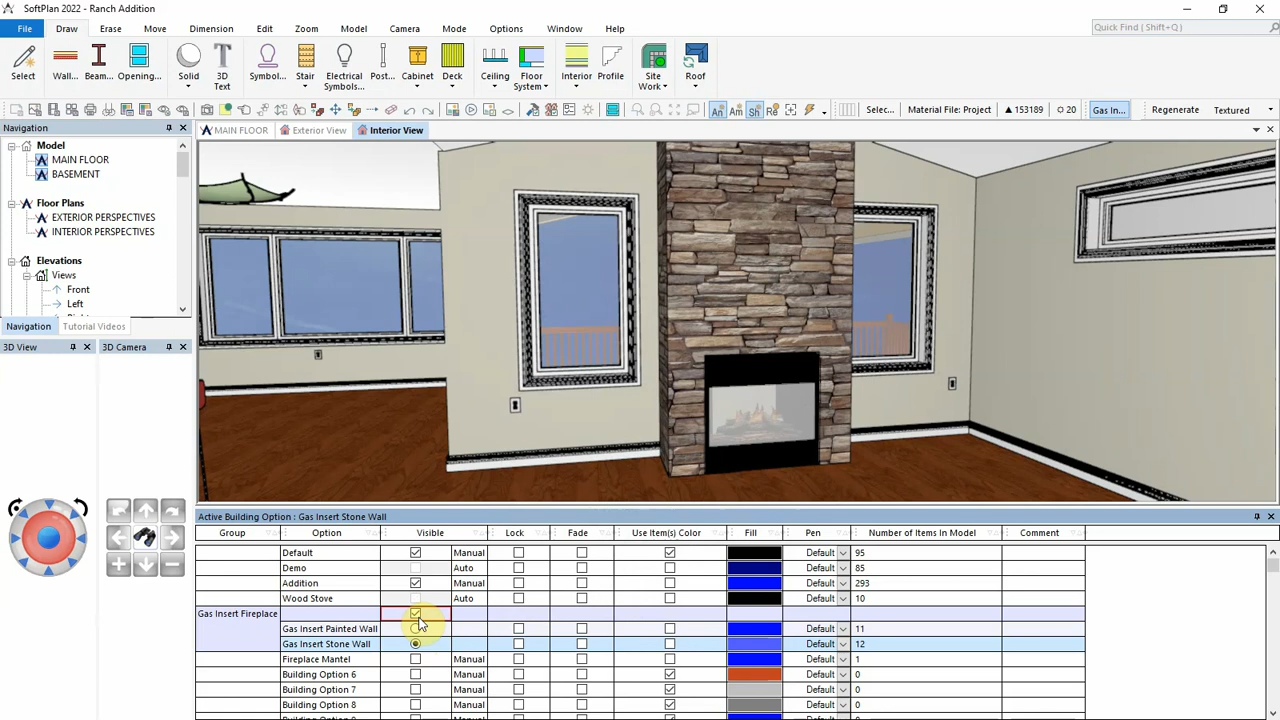 SoftPlan 2022 - Ranch Addition
File Draw Erase Move Dimension Edit Zoom Model Camera Mode Options Window Help
Quick Find ( Shift+Q )
Select Wall... Beam... Opening... Solid 3D Text Symbol... Stair Electrical Symbols... Post... Cabinet Deck Ceiling Floor System Interior Profile Site Work Roof
An Am Sh Re Selec... Material File: Project 153189 20 Gas In... Regenerate Textured
Navigation
MAIN FLOOR Exterior View Interior View
Model
MAIN FLOOR
BASEMENT
Floor Plans
EXTERIOR PERSPECTIVES
INTERIOR PERSPECTIVES
Elevations
Views
Front
Left
Navigation Tutorial Videos
3D View 3D Camera
Active Building Option : Gas Insert Stone Wall
Group Option Visible Lock Fade Use Item(s) Color Fill Pen Number of Items In Model Comment
Default Manual Default 95
Demo Auto Default 85
Addition Manual Default 293
Wood Stove Auto Default 10
Gas Insert Fireplace
Gas Insert Painted Wall Default 11
Gas Insert Stone Wall Default 12
Fireplace Mantel Manual Default 1
Building Option 6 Manual Default 0
Building Option 7 Manual Default 0
Building Option 8 Manual Default 0